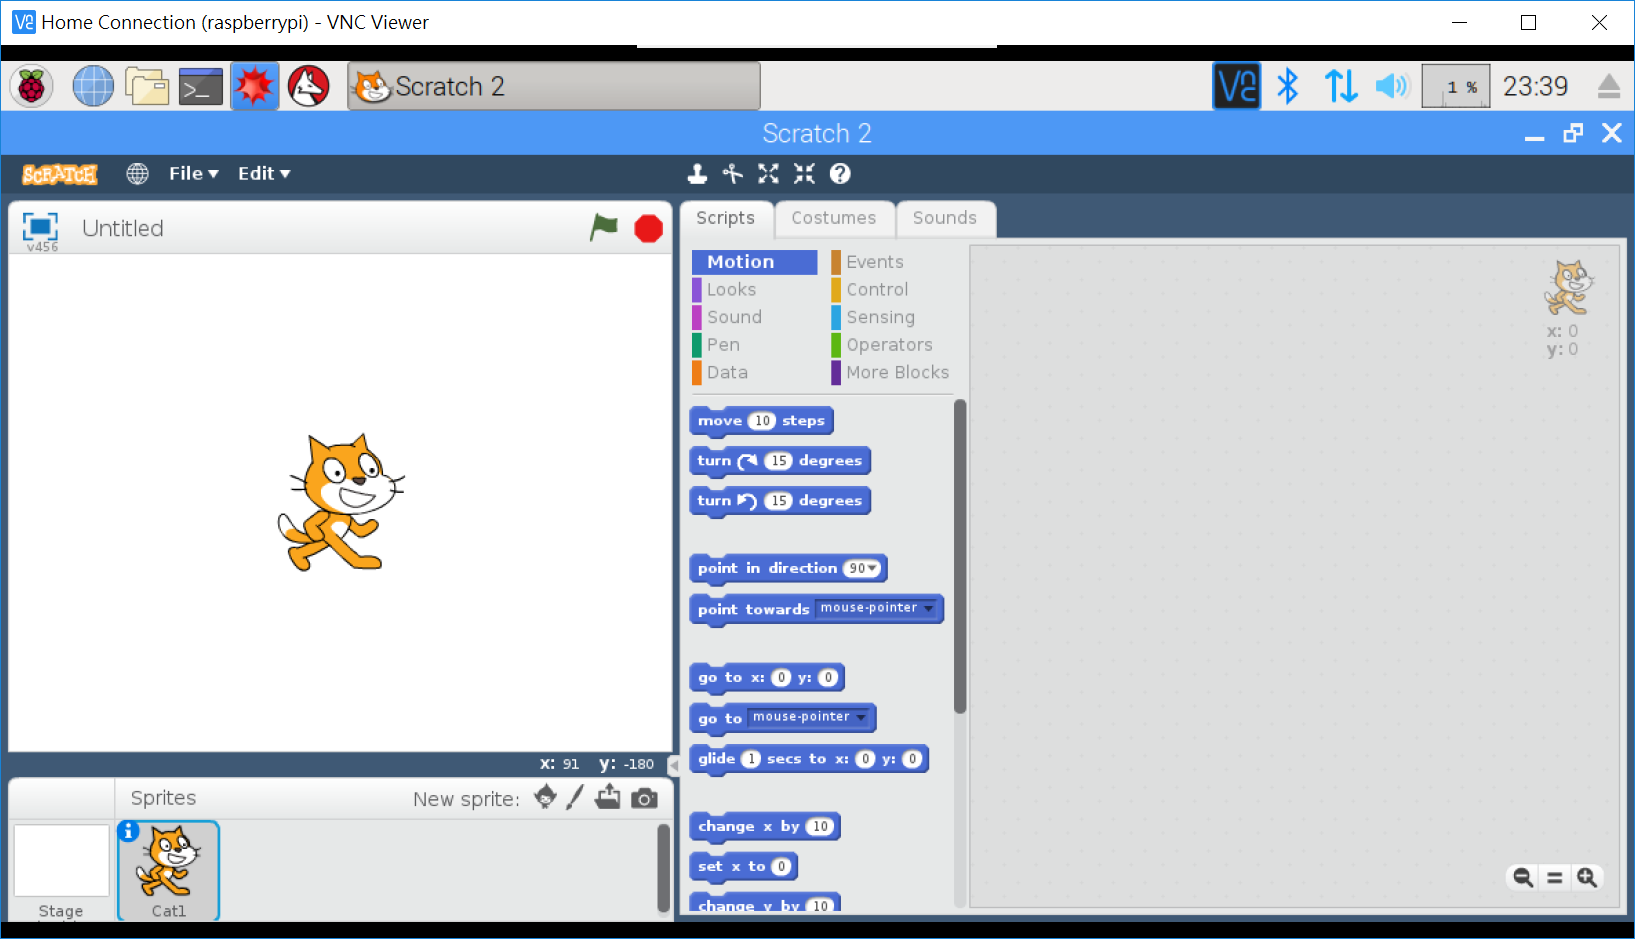 Home Connection (raspberrypi) - VNC Viewer
Scratch 2
1 %
23:39
Scratch 2
SCRATCH
File
Edit
v456
Untitled
Scripts
Costumes
Sounds
Motion
Events
Looks
Control
Sound
Sensing
Pen
Operators
Data
More Blocks
x: 0
y: 0
move 10 steps
turn 15 degrees
turn 15 degrees
point in direction 90
point towards mouse-pointer
go to x: 0 y: 0
go to mouse-pointer
glide 1 secs to x: 0 y: 0
change x by 10
set x to 0
change y by 10
x: 91 y: -180
Sprites
New sprite:
Stage
Cat1